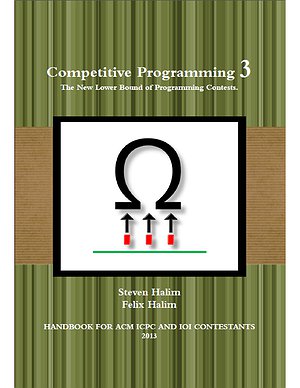 Competitive Programming 3
The New Lower Bound of Programming Contests.
Ω
Steven Halim
Felix Halim
HANDBOOK FOR ACM ICPC AND IOI CONTESTANTS
2013